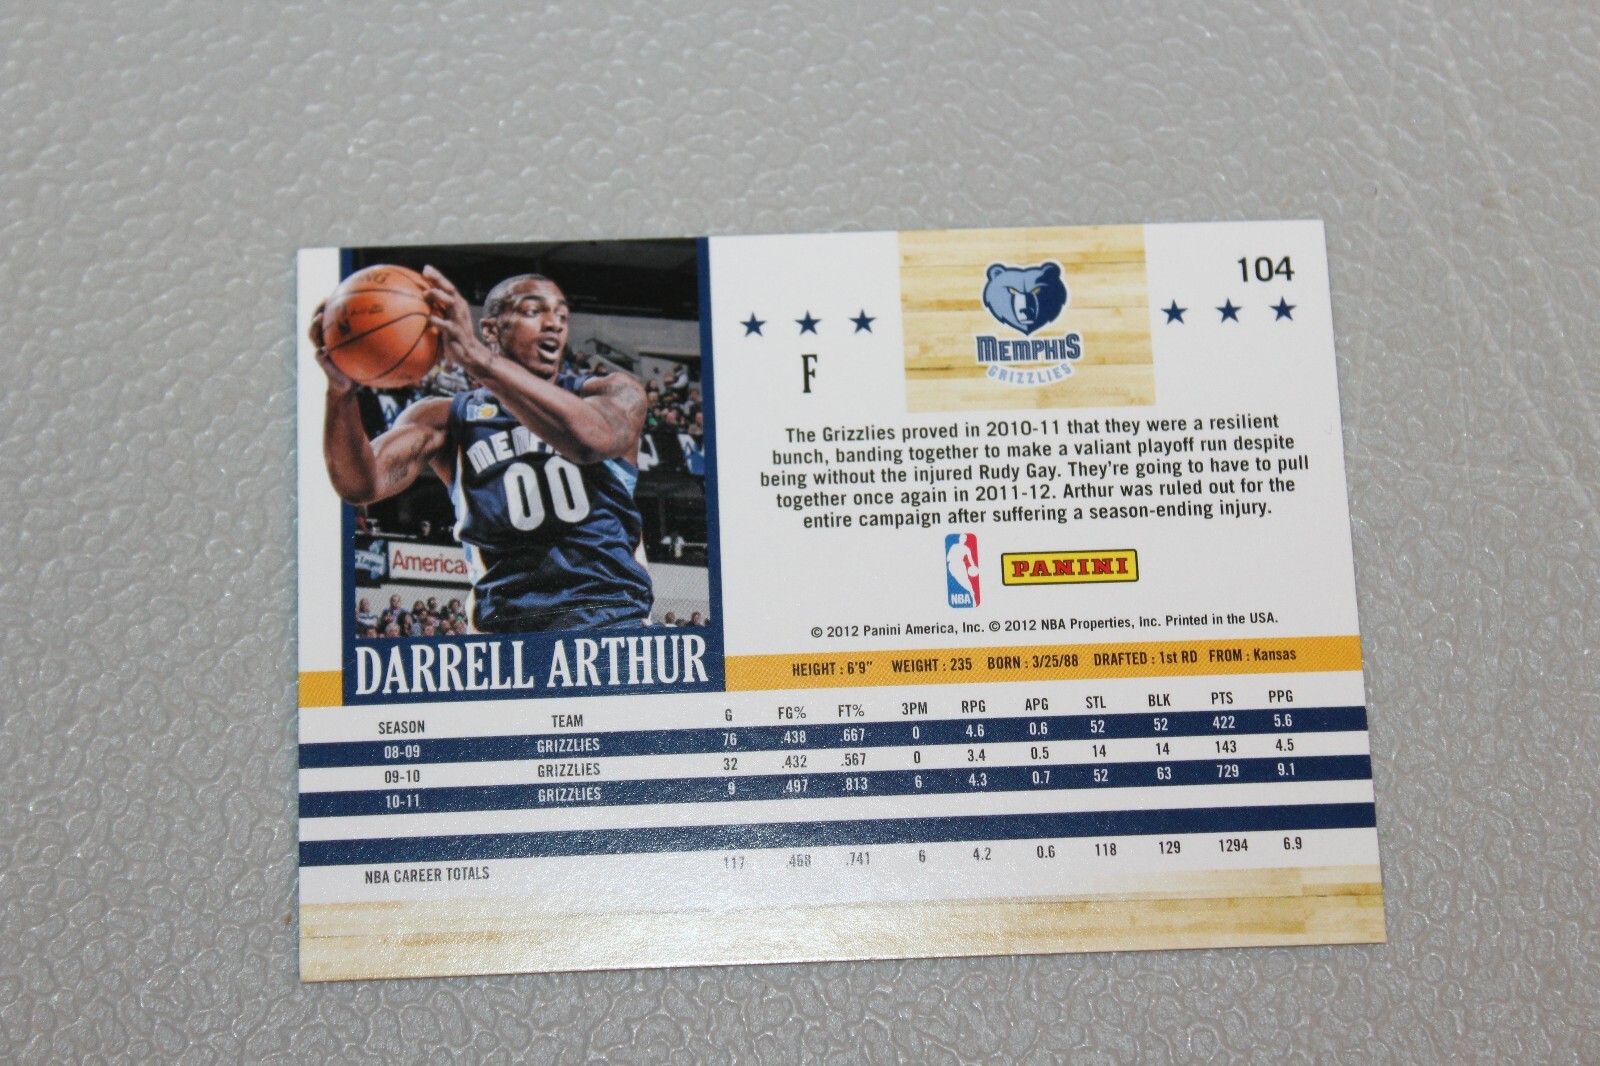 104
F
MEMPHIS
GRIZZLIES
00
America
The Grizzlies proved in 2010-11 that they were a resilient
bunch, banding together to make a valiant playoff run despite
being without the injured Rudy Gay. They're going to have to pull
together once again in 2011-12. Arthur was ruled out for the
entire campaign after suffering a season-ending injury.
NBA
PANINI
© 2012 Panini America, Inc. © 2012 NBA Properties, Inc. Printed in the USA.
DARRELL ARTHUR
HEIGHT : 6'9" WEIGHT : 235 BORN : 3/25/88 DRAFTED : 1st RD FROM : Kansas
SEASON TEAM G FG% FT% 3PM RPG APG STL BLK PTS PPG
08-09 GRIZZLIES 76 .438 .667 0 4.6 0.6 52 52 422 5.6
09-10 GRIZZLIES 32 .432 .567 0 3.4 0.5 14 14 143 4.5
10-11 GRIZZLIES 9 .497 .813 6 4.3 0.7 52 63 729 9.1
NBA CAREER TOTALS 117 .468 .741 6 4.2 0.6 118 129 1294 6.9